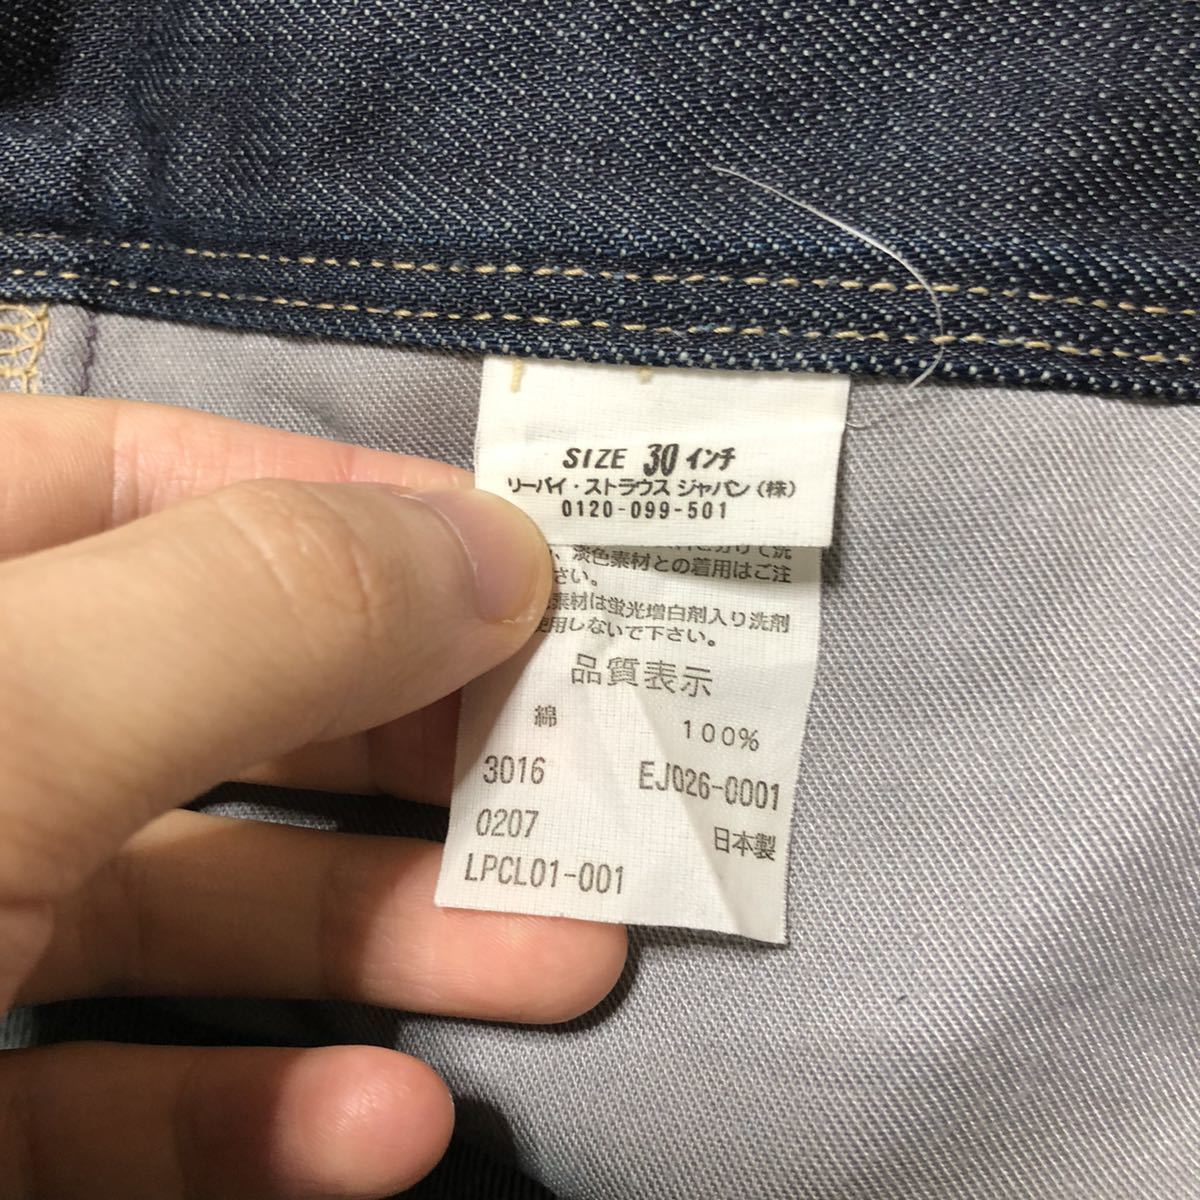 SIZE 30 インチ
リーバイ・ストラウス ジャパン(株)
0120-099-501
、淡色素材との着用はご注
さい。
素材は蛍光増白剤入り洗剤
使用しないで下さい。
品質表示
綿 100%
3016 EJ026-0001
0207 日本製
LPCL01-001